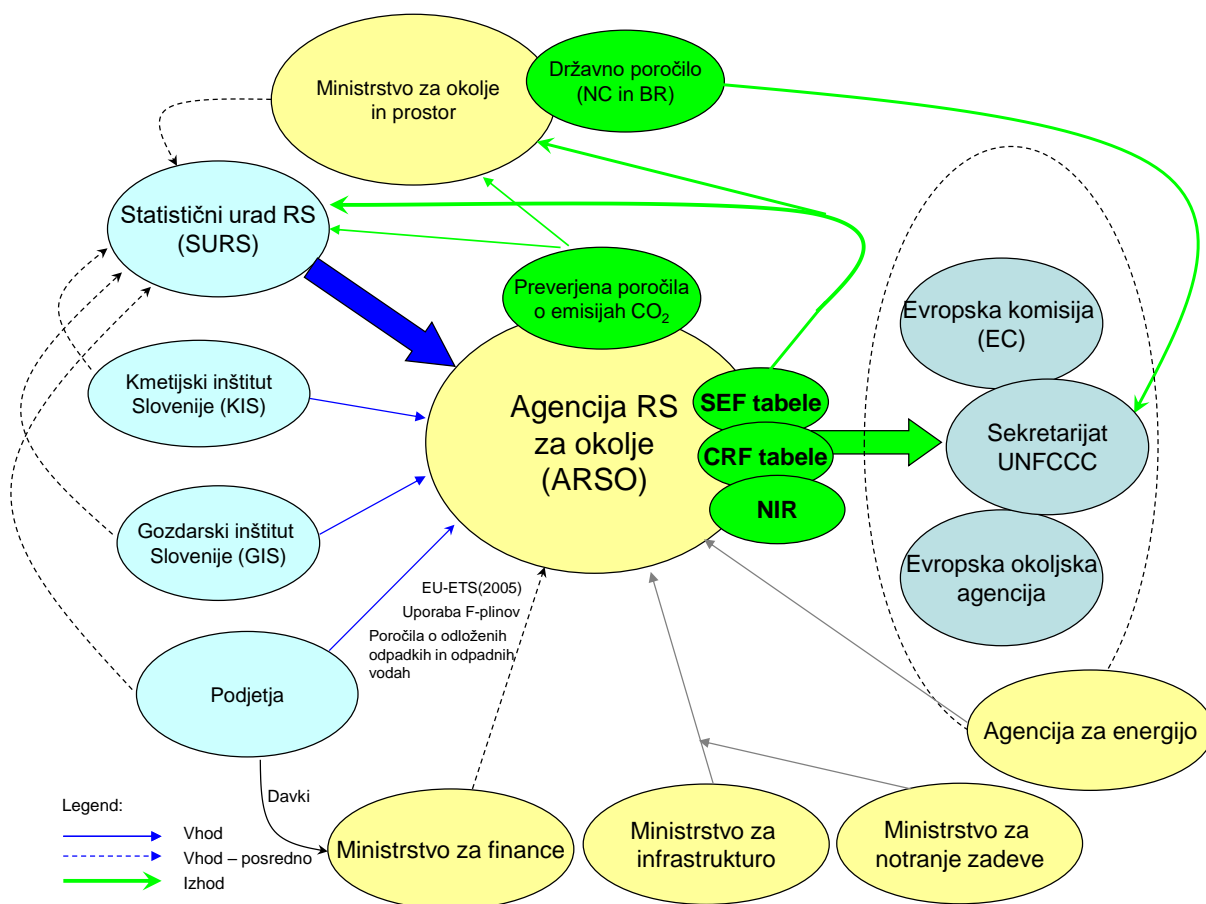 Državno poročilo
(NC in BR)
Ministrstvo za okolje
in prostor
Statistični urad RS
(SURS)
Preverjena poročila
o emisijah CO₂
Evropska komisija
(EC)
Kmetijski inštitut
Slovenije (KIS)
Agencija RS
za okolje
(ARSO)
SEF tabele
CRF tabele
NIR
Sekretarijat
UNFCCC
Gozdarski inštitut
Slovenije (GIS)
Evropska okoljska
agencija
EU-ETS(2005)
Uporaba F-plinov
Poročila o odloženih
odpadkih in odpadnih
vodah
Podjetja
Agencija za energijo
Davki
Legend:
Vhod
Vhod – posredno
Izhod
Ministrstvo za finance
Ministrstvo za
infrastrukturo
Ministrstvo za
notranje zadeve